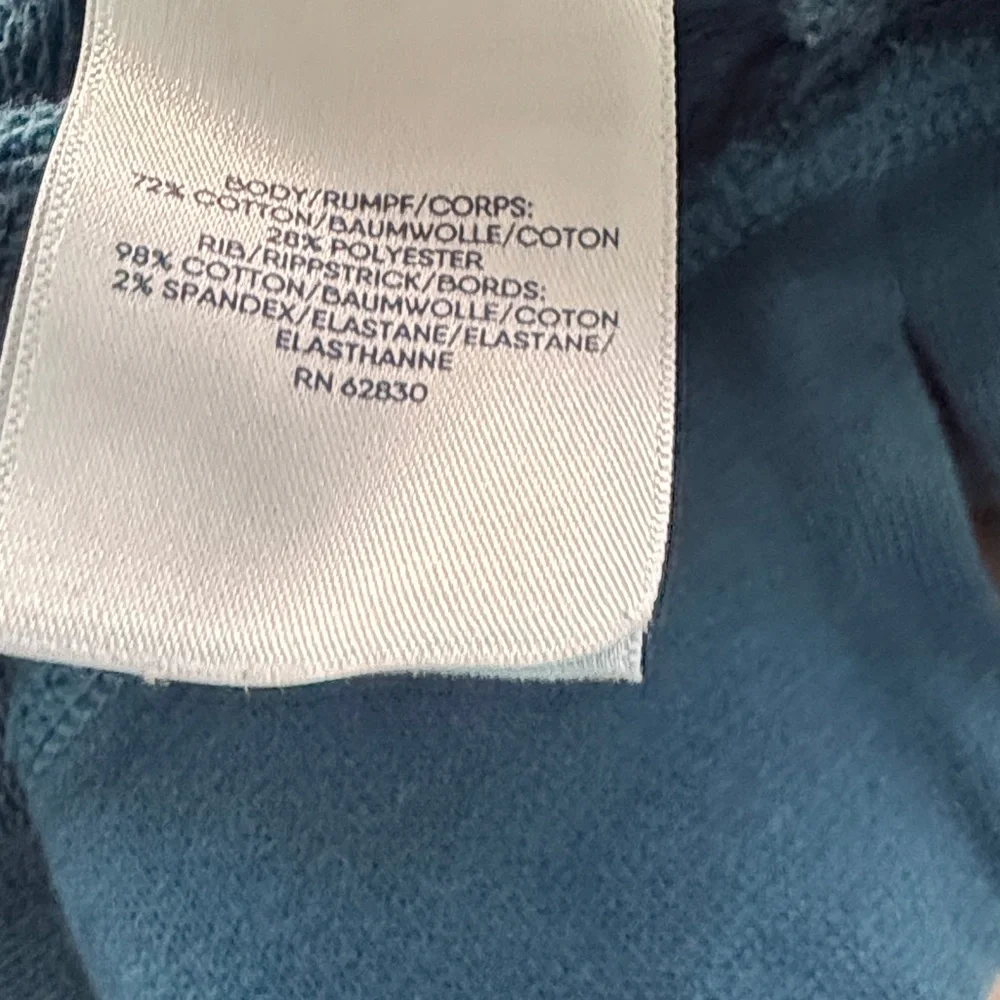 BODY/RUMPF/CORPS:
72% COTTON/BAUMWOLLE/COTON
28% POLYESTER
RIB/RIPPSTRICK/BORDS:
98% COTTON/BAUMWOLLE/COTON
2% SPANDEX/ELASTANE/ELASTANE/
ELASTHANNE
RN 62830